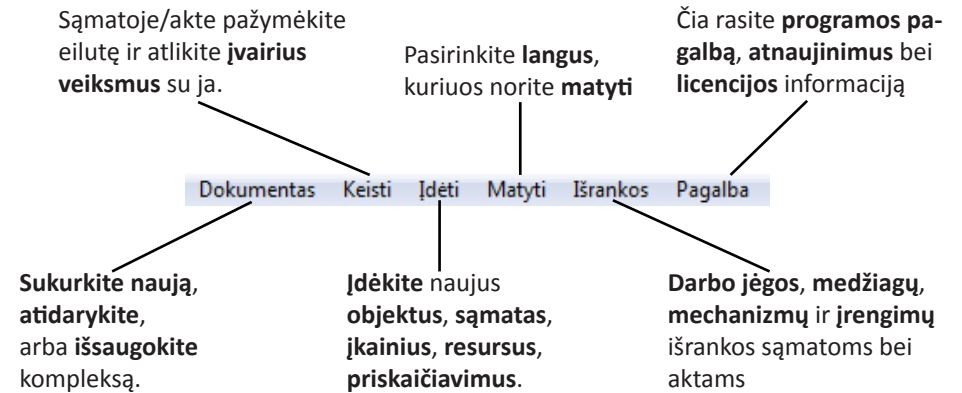 Sąmatoje/akte pažymėkite
eilutę ir atlikite įvairius
veiksmus su ja.
Pasirinkite langus,
kuriuos norite matyti
Čia rasite programos pa-
galbą, atnaujinimus bei
licencijos informaciją
Dokumentas Keisti Įdėti Matyti Išrankos Pagalba
Sukurkite naują,
atidarykite,
arba išsaugokite
kompleksą.
Įdėkite naujus
objektus, sąmatas,
įkainius, resursus,
priskaičiavimus.
Darbo jėgos, medžiagų,
mechanizmų ir įrengimų
išrankos sąmatoms bei
aktams